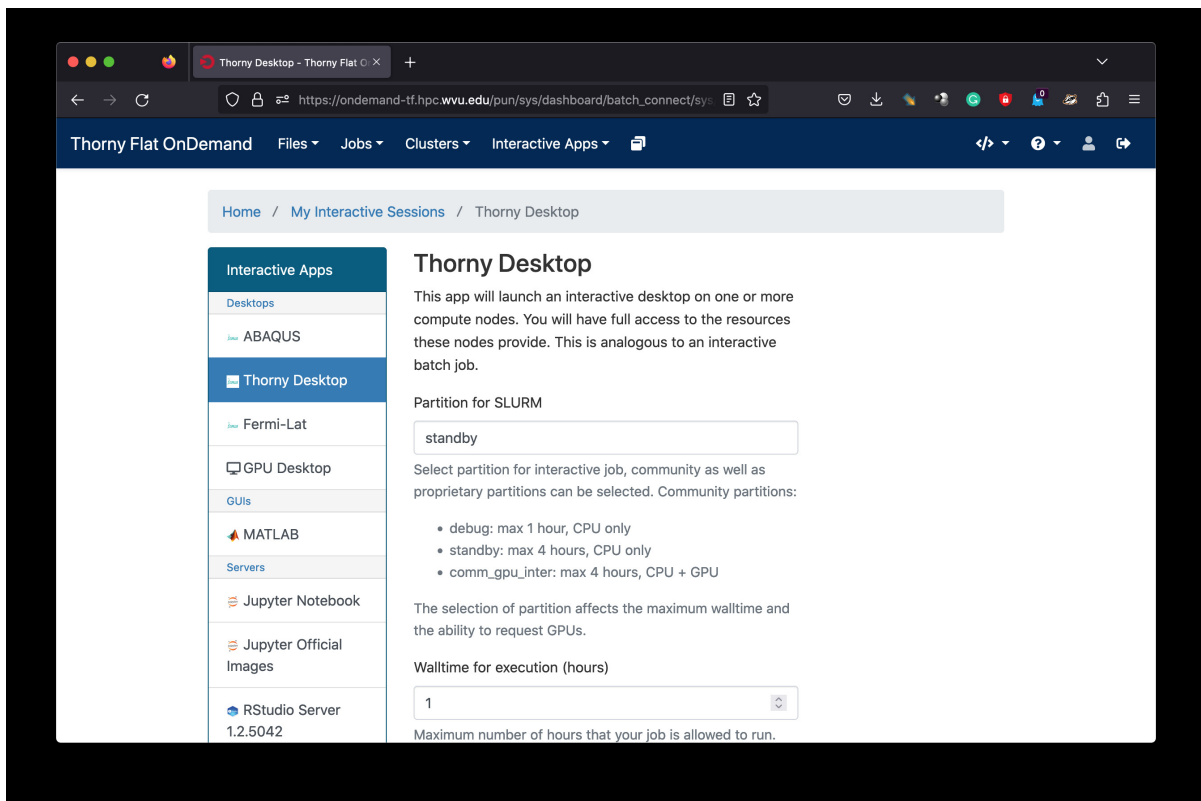 Thorny Desktop - Thorny Flat O
https://ondemand-tf.hpc.wvu.edu/pun/sys/dashboard/batch_connect/sys
0
Thorny Flat OnDemand Files Jobs Clusters Interactive Apps </> ?
Home / My Interactive Sessions / Thorny Desktop
Interactive Apps
Desktops
ABAQUS
Thorny Desktop
Fermi-Lat
GPU Desktop
GUIs
MATLAB
Servers
Jupyter Notebook
Jupyter Official
Images
RStudio Server
1.2.5042
Thorny Desktop
This app will launch an interactive desktop on one or more
compute nodes. You will have full access to the resources
these nodes provide. This is analogous to an interactive
batch job.
Partition for SLURM
standby
Select partition for interactive job, community as well as
proprietary partitions can be selected. Community partitions:
• debug: max 1 hour, CPU only
• standby: max 4 hours, CPU only
• comm_gpu_inter: max 4 hours, CPU + GPU
The selection of partition affects the maximum walltime and
the ability to request GPUs.
Walltime for execution (hours)
1
Maximum number of hours that your job is allowed to run.